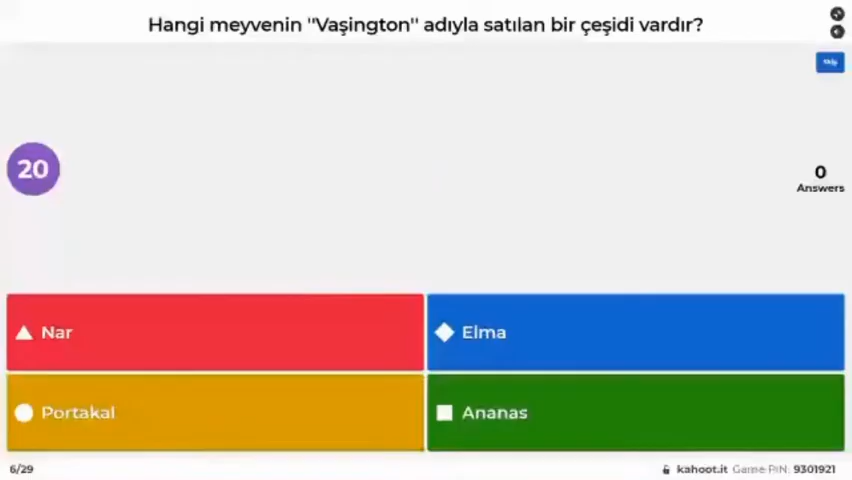 Hangi meyvenin "Vaşington" adıyla satılan bir çeşidi vardır?
20
0
Answers
Nar
Elma
Portakal
Ananas
6/29
kahoot.it Game PIN: 9301921